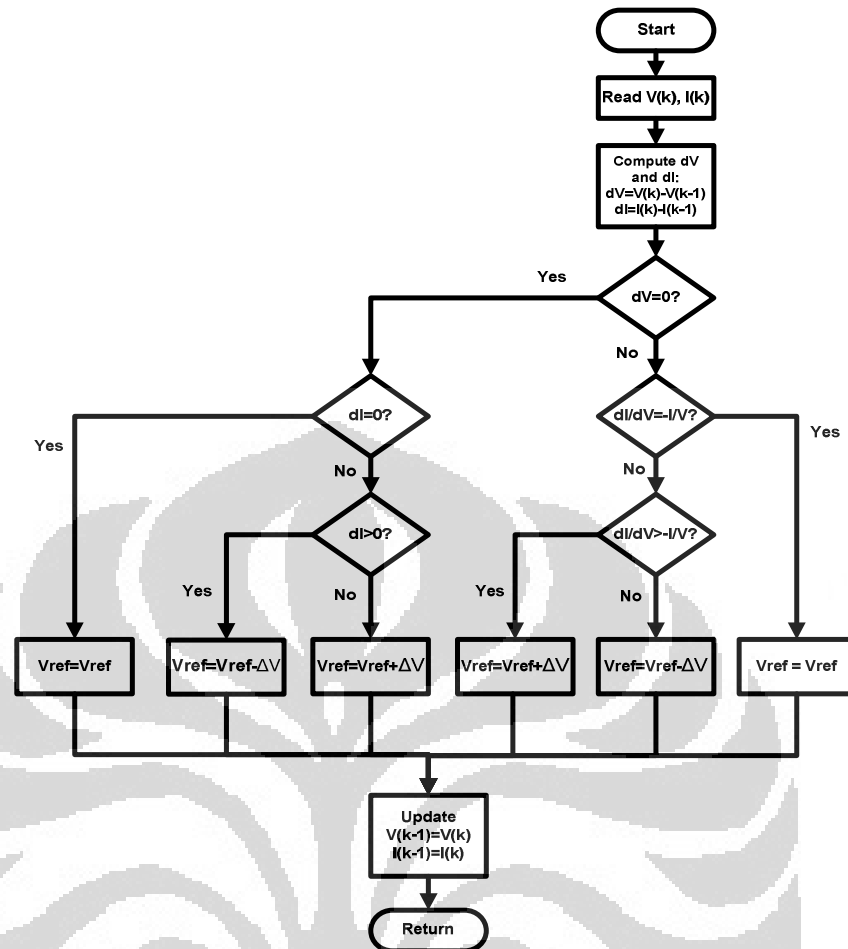 Start
Read V(k), I(k)
Compute dV
and dI:
dV=V(k)-V(k-1)
dI=I(k)-I(k-1)
Yes
dV=0?
No
dI=0?
dI/dV=-I/V?
Yes
Yes
No
No
dI>0?
dI/dV>-I/V?
Yes
No
Yes
No
Vref=Vref
Vref=Vref-ΔV
Vref=Vref+ΔV
Vref=Vref+ΔV
Vref=Vref-ΔV
Vref = Vref
Update
V(k-1)=V(k)
I(k-1)=I(k)
Return